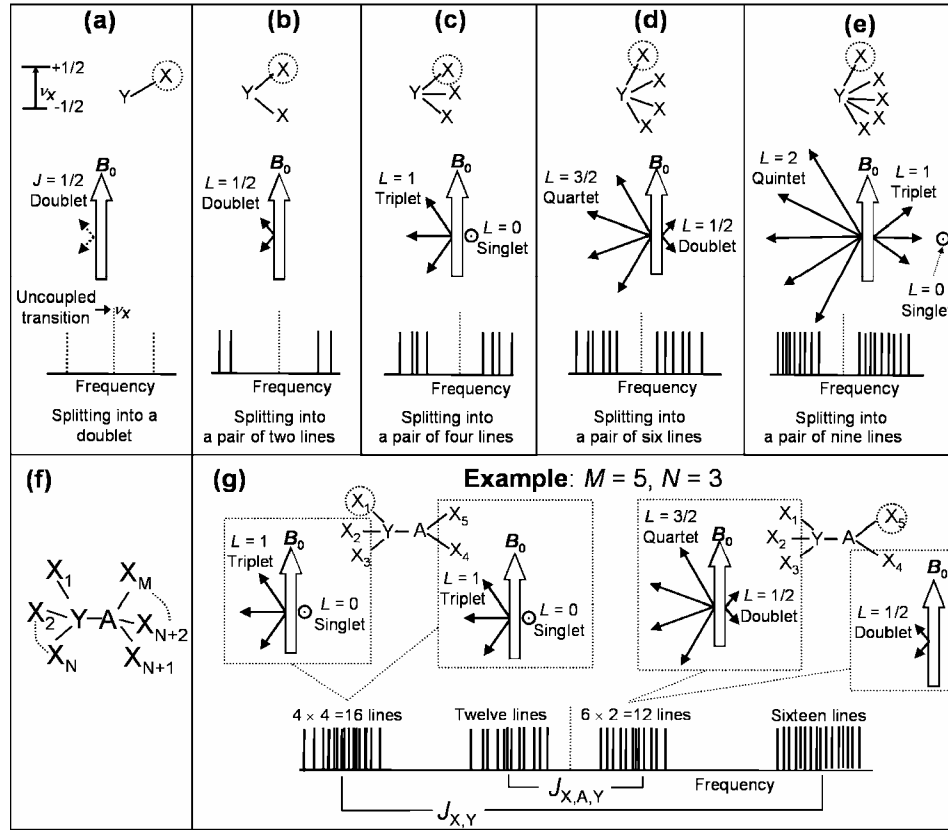 (a)
+1/2
νX
-1/2
Y
X
B0
J = 1/2
Doublet
Uncoupled
transition
νX
Frequency
Splitting into a
doublet
(b)
X
Y
X
B0
L = 1/2
Doublet
Frequency
Splitting into
a pair of two lines
(c)
X
Y X
X
B0
L = 1
Triplet
L = 0
Singlet
Frequency
Splitting into
a pair of four lines
(d)
X
Y X
X
X
B0
L = 3/2
Quartet
L = 1/2
Doublet
Frequency
Splitting into
a pair of six lines
(e)
X
Y X
X
X
X
B0
L = 2
Quintet
L = 1
Triplet
L = 0
Singlet
Frequency
Splitting into
a pair of nine lines
(f)
X1 XM
X2 Y A XN+2
XN XN+1
(g)
Example: M = 5, N = 3
X1 X5
X2 Y A
X3 X4
L = 1
Triplet
B0
L = 0
Singlet
L = 1
Triplet
B0
L = 0
Singlet
L = 3/2
Quartet
B0
L = 1/2
Doublet
X1 X5
X2 Y A
X3 X4
B0
L = 1/2
Doublet
4 × 4 =16 lines
Twelve lines
6 × 2 =12 lines
Sixteen lines
JX,A,Y
Frequency
JX,Y